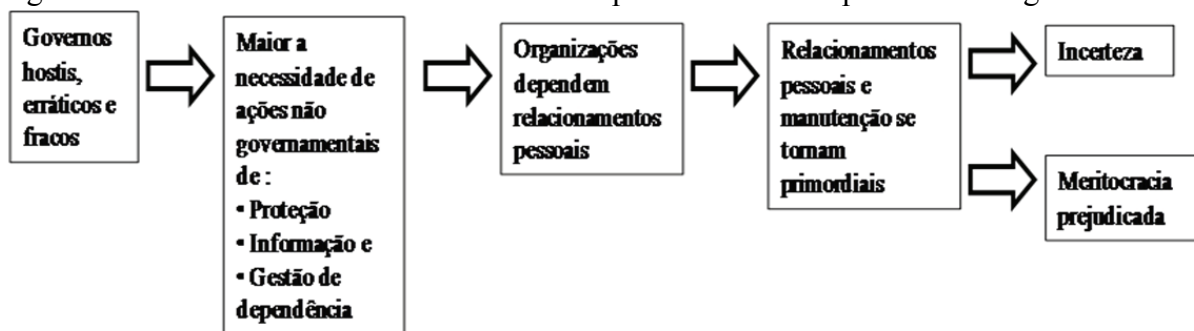 Governos
hostis,
erráticos e
fracos
Maior a
necessidade de
ações não
governamentais
de :
• Proteção
• Informação e
• Gestão de
dependência
Organizações
dependem
relacionamentos
pessoais
Relacionamentos
pessoais e
manutenção se
tornam
primordiais
Incerteza
Meritocracia
prejudicada